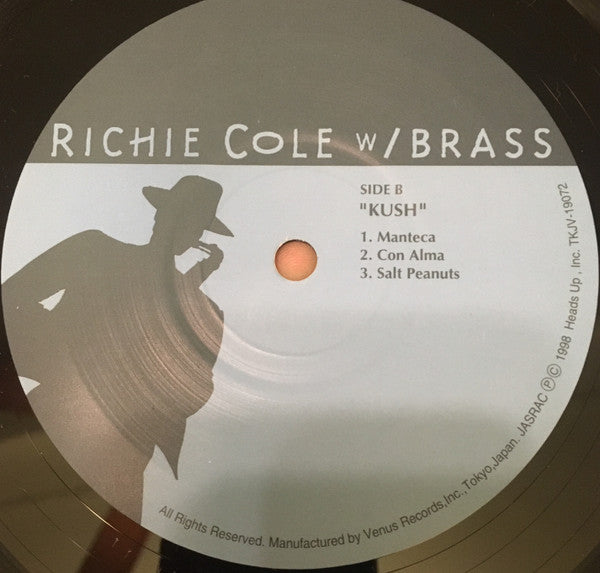 RICHIE COLE W/BRASS
SIDE B
"KUSH"
1. Manteca
2. Con Alma
3. Salt Peanuts
All Rights Reserved. Manufactured by Venus Records,Inc.,Tokyo,Japan. JASRAC Ⓟ Ⓒ 1998 Heads Up , Inc. TKJV-19072